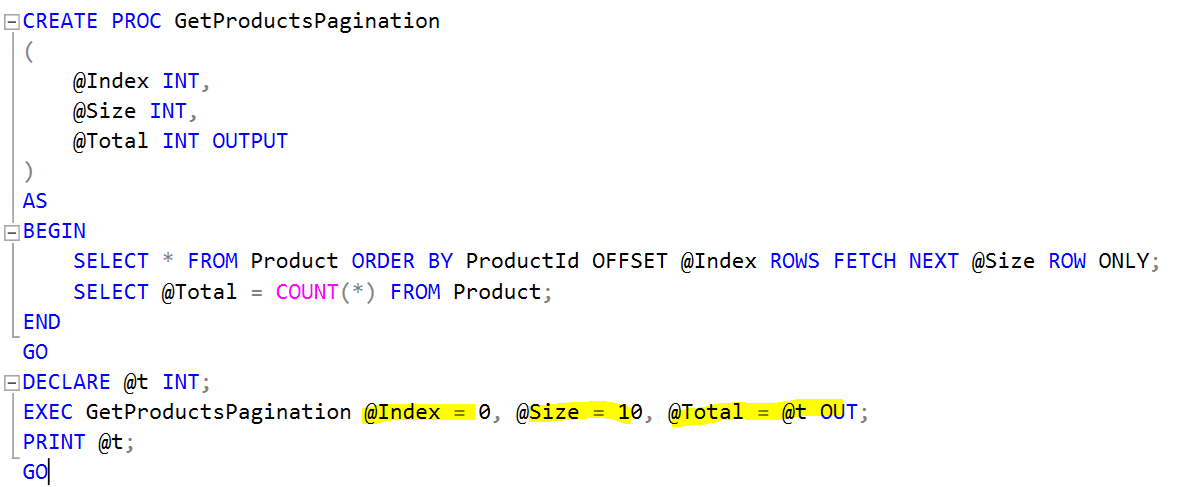 CREATE PROC GetProductsPagination
(
    @Index INT,
    @Size INT,
    @Total INT OUTPUT
)
AS
BEGIN
    SELECT * FROM Product ORDER BY ProductId OFFSET @Index ROWS FETCH NEXT @Size ROW ONLY;
    SELECT @Total = COUNT(*) FROM Product;
END
GO
DECLARE @t INT;
EXEC GetProductsPagination @Index = 0, @Size = 10, @Total = @t OUT;
PRINT @t;
GO